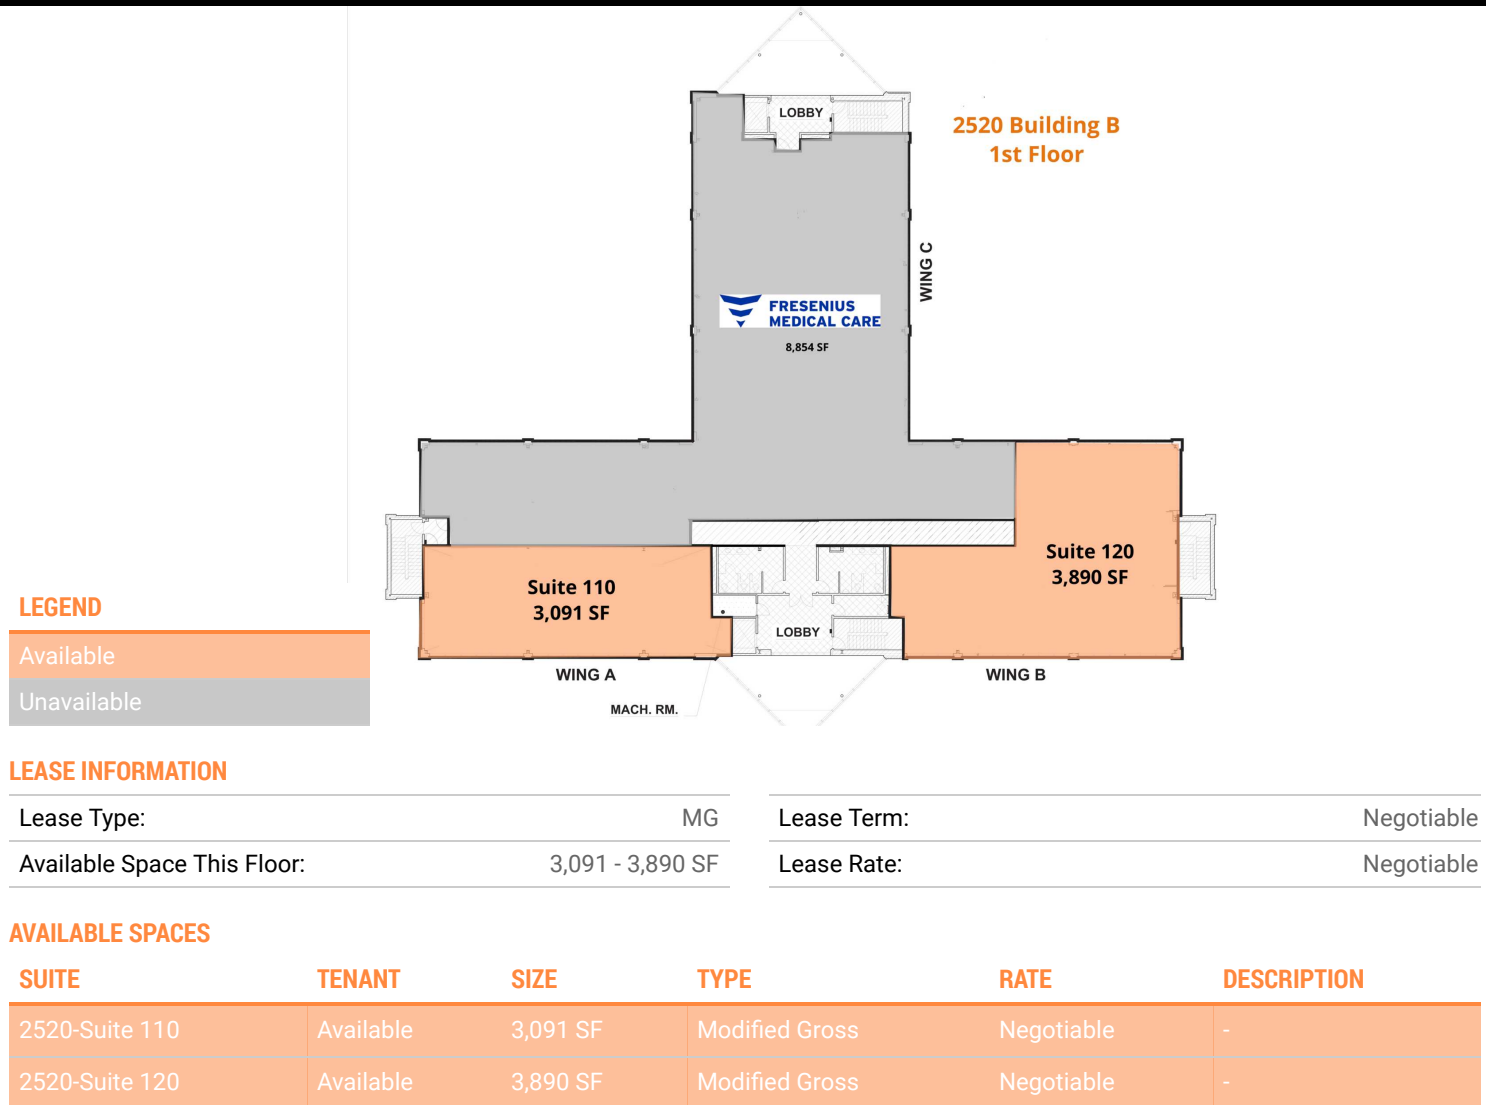 LOBBY
2520 Building B
1st Floor
WING C
FRESENIUS
MEDICAL CARE
8,854 SF
Suite 110
3,091 SF
Suite 120
3,890 SF
LOBBY
WING A
WING B
MACH. RM.
LEGEND
Available
Unavailable
LEASE INFORMATION
Lease Type: MG Lease Term: Negotiable
Available Space This Floor: 3,091 - 3,890 SF Lease Rate: Negotiable
AVAILABLE SPACES
SUITE TENANT SIZE TYPE RATE DESCRIPTION
2520-Suite 110 Available 3,091 SF Modified Gross Negotiable -
2520-Suite 120 Available 3,890 SF Modified Gross Negotiable -